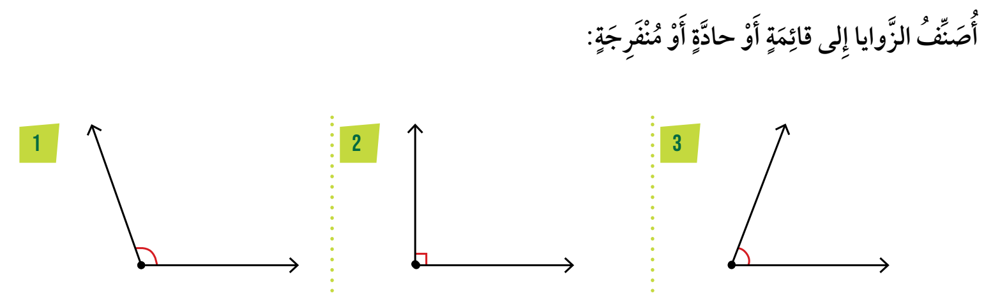 أُصَنِّفُ الزَّوايا إِلى قائِمَةٍ أَوْ حادَّةٍ أَوْ مُنْفَرِجَةٍ:
1
2
3